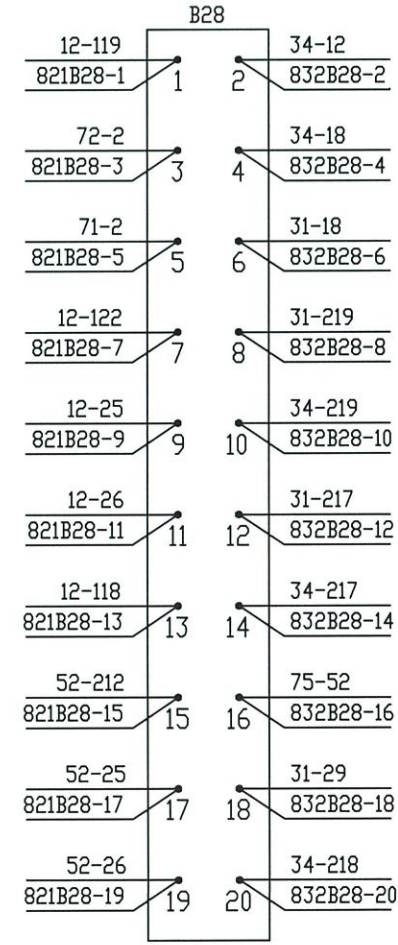 B28
12-119 34-12
821B28-1 1 2 832B28-2
72-2 34-18
821B28-3 3 4 832B28-4
71-2 31-18
821B28-5 5 6 832B28-6
12-122 31-219
821B28-7 7 8 832B28-8
12-25 34-219
821B28-9 9 10 832B28-10
12-26 31-217
821B28-11 11 12 832B28-12
12-118 34-217
821B28-13 13 14 832B28-14
52-212 75-52
821B28-15 15 16 832B28-16
52-25 31-29
821B28-17 17 18 832B28-18
52-26 34-218
821B28-19 19 20 832B28-20